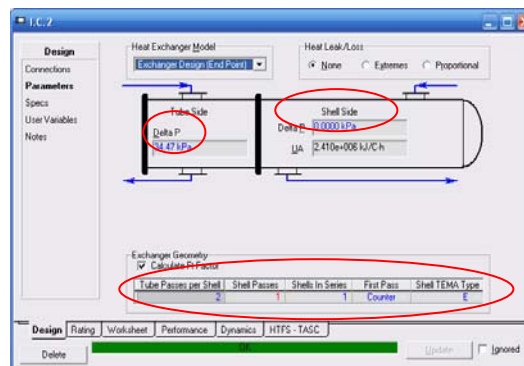 I.C.2
Design
Connections
Parameters
Specs
User Variables
Notes
Heat Exchanger Model
Exchanger Design (End Point)
Heat Leak/Loss
None Extremes Proportional
Tube Side
Delta P
34.47 kPa
Shell Side
Delta P 0.0000 kPa
UA 2.410e+006 kJ/C-h
Exchanger Geometry
Calculate Ft Factor
Tube Passes per Shell Shell Passes Shells In Series First Pass Shell TEMA Type
2 1 1 Counter E
Design Rating Worksheet Performance Dynamics HTFS - TASC
Delete OK Update Ignored